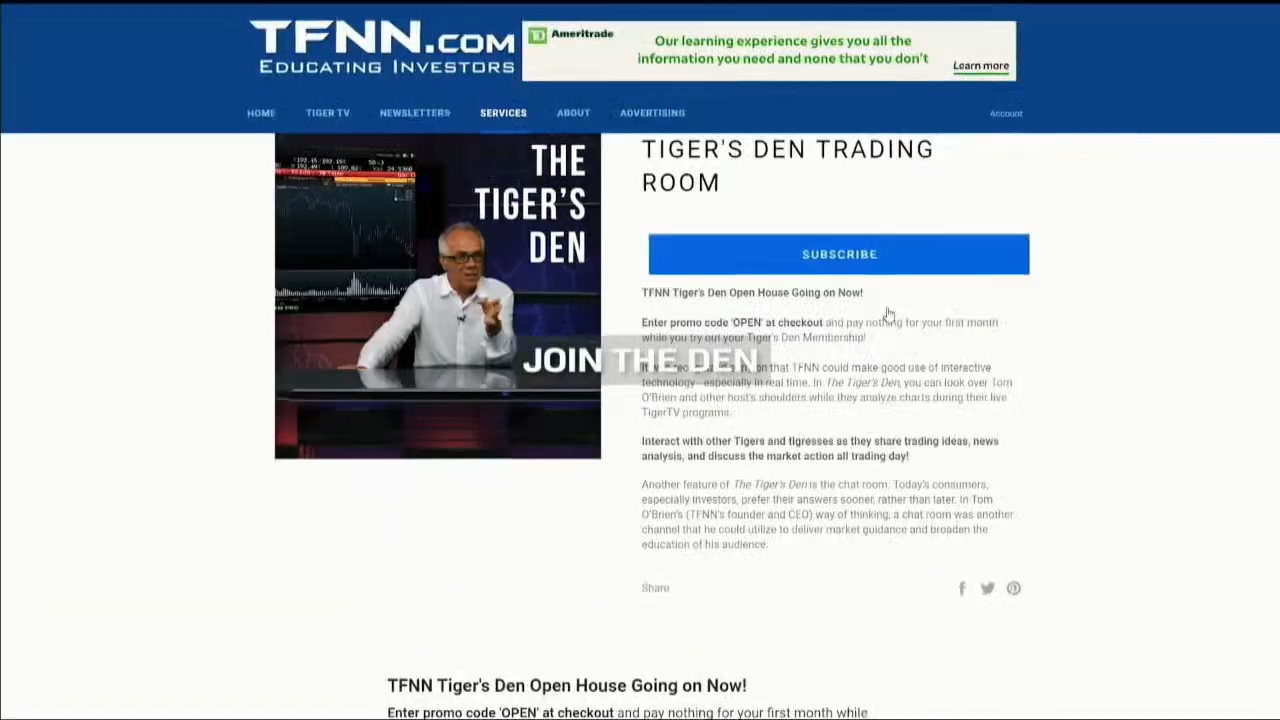 TFNN.COM
EDUCATING INVESTORS
TD Ameritrade
Our learning experience gives you all the
information you need and none that you don't
Learn more
HOME TIGER TV NEWSLETTERS SERVICES ABOUT ADVERTISING Account
THE
TIGER'S
DEN
TIGER'S DEN TRADING
ROOM
SUBSCRIBE
TFNN Tiger's Den Open House Going on Now!
Enter promo code 'OPEN' at checkout and pay nothing for your first month
while you try out your Tiger's Den Membership!
JOIN THE DEN
that TFNN could make good use of interactive
technology--especially in real time. In The Tiger's Den, you can look over Tom
O'Brien and other host's shoulders while they analyze charts during their live
TigerTV programs.
Interact with other Tigers and tigresses as they share trading ideas, news
analysis, and discuss the market action all trading day!
Another feature of The Tiger's Den is the chat room. Today's consumers,
especially investors, prefer their answers sooner, rather than later. In Tom
O'Brien's (TFNN's founder and CEO) way of thinking, a chat room was another
channel that he could utilize to deliver market guidance and broaden the
education of his audience.
Share
TFNN Tiger's Den Open House Going on Now!
Enter promo code 'OPEN' at checkout and pay nothing for your first month while